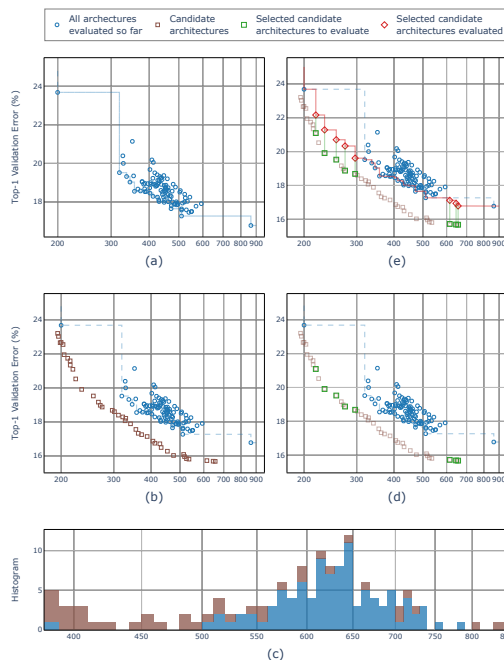 All archectures evaluated so far
Candidate architectures
Selected candidate architectures to evaluate
Selected candidate architectures evaluated
Top-1 Validation Error (%)
24
22
20
18
200 300 400 500 600 700 800 900
(a)
24
22
20
18
16
200 300 400 500 600 700 800 900
(e)
Top-1 Validation Error (%)
24
22
20
18
16
200 300 400 500 600 700 800 900
(b)
24
22
20
18
16
200 300 400 500 600 700 800 900
(d)
Histogram
10
5
0
400 450 500 550 600 650 700 800
(c)